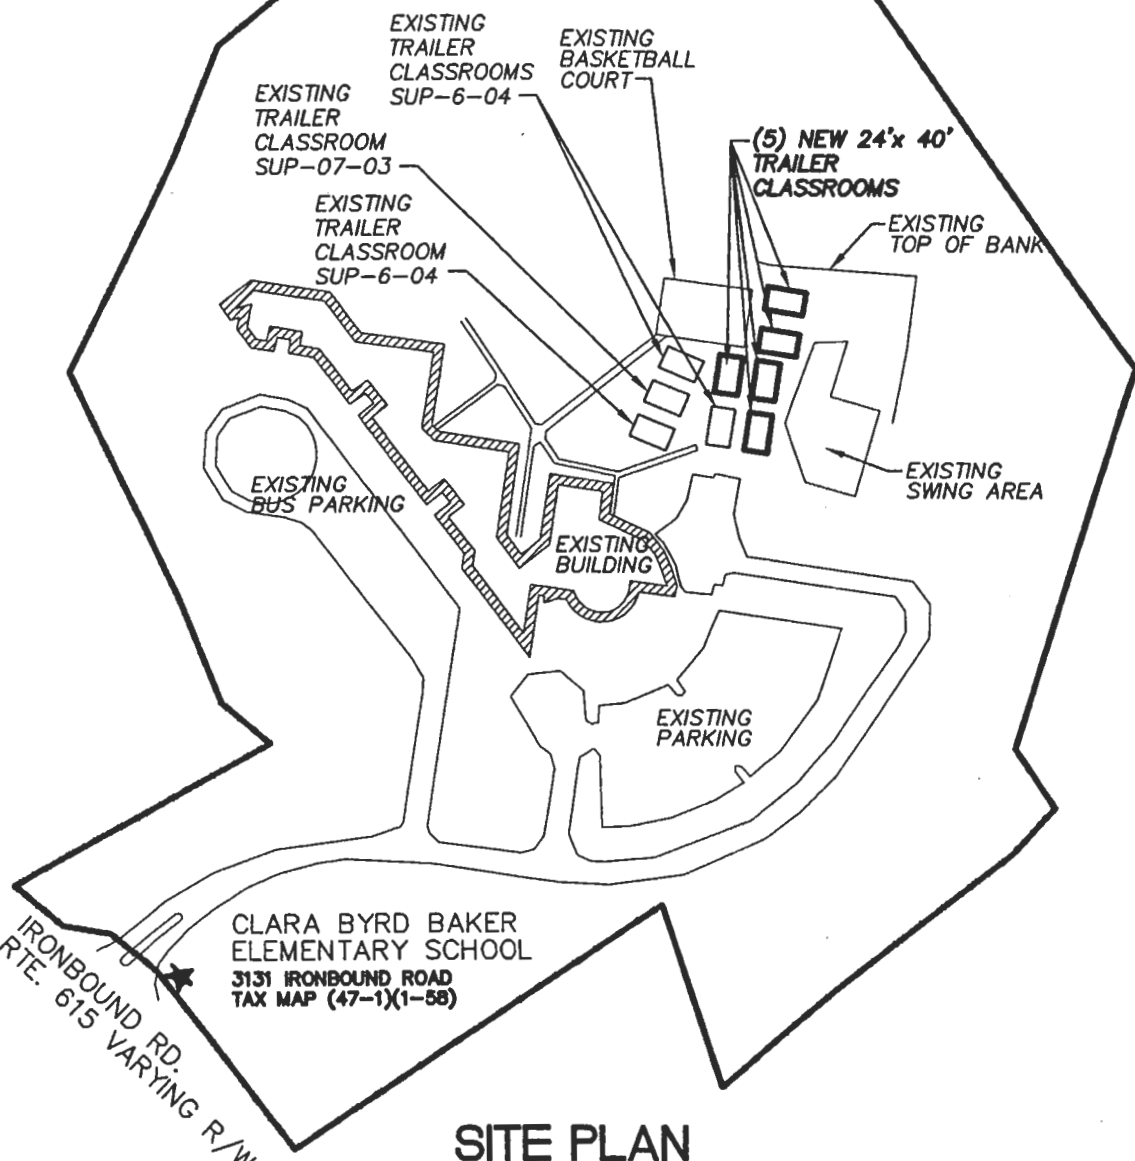 EXISTING
TRAILER
CLASSROOMS
SUP-6-04
EXISTING
BASKETBALL
COURT
EXISTING
TRAILER
CLASSROOM
SUP-07-03
(5) NEW 24'x 40'
TRAILER
CLASSROOMS
EXISTING
TRAILER
CLASSROOM
SUP-6-04
EXISTING
TOP OF BANK
EXISTING
SWING AREA
EXISTING
BUS PARKING
EXISTING
BUILDING
EXISTING
PARKING
CLARA BYRD BAKER
ELEMENTARY SCHOOL
3131 IRONBOUND ROAD
TAX MAP (47-1)(1-58)
IRONBOUND RD.
RTE. 615 VARYING R/W
SITE PLAN